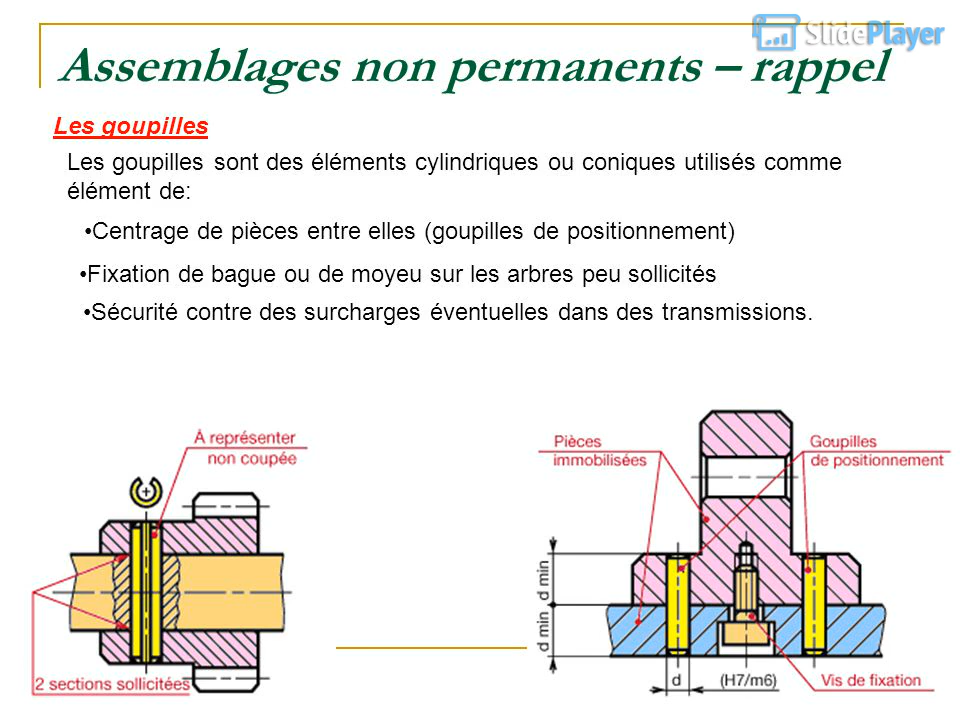 SlidePlayer
Assemblages non permanents – rappel
Les goupilles
Les goupilles sont des éléments cylindriques ou coniques utilisés comme
élément de:
•Centrage de pièces entre elles (goupilles de positionnement)
•Fixation de bague ou de moyeu sur les arbres peu sollicités
•Sécurité contre des surcharges éventuelles dans des transmissions.
À représenter
non coupée
2 sections sollicitées
Pièces
immobilisées
Goupilles
de positionnement
d min
d min
d
(H7/m6)
Vis de fixation